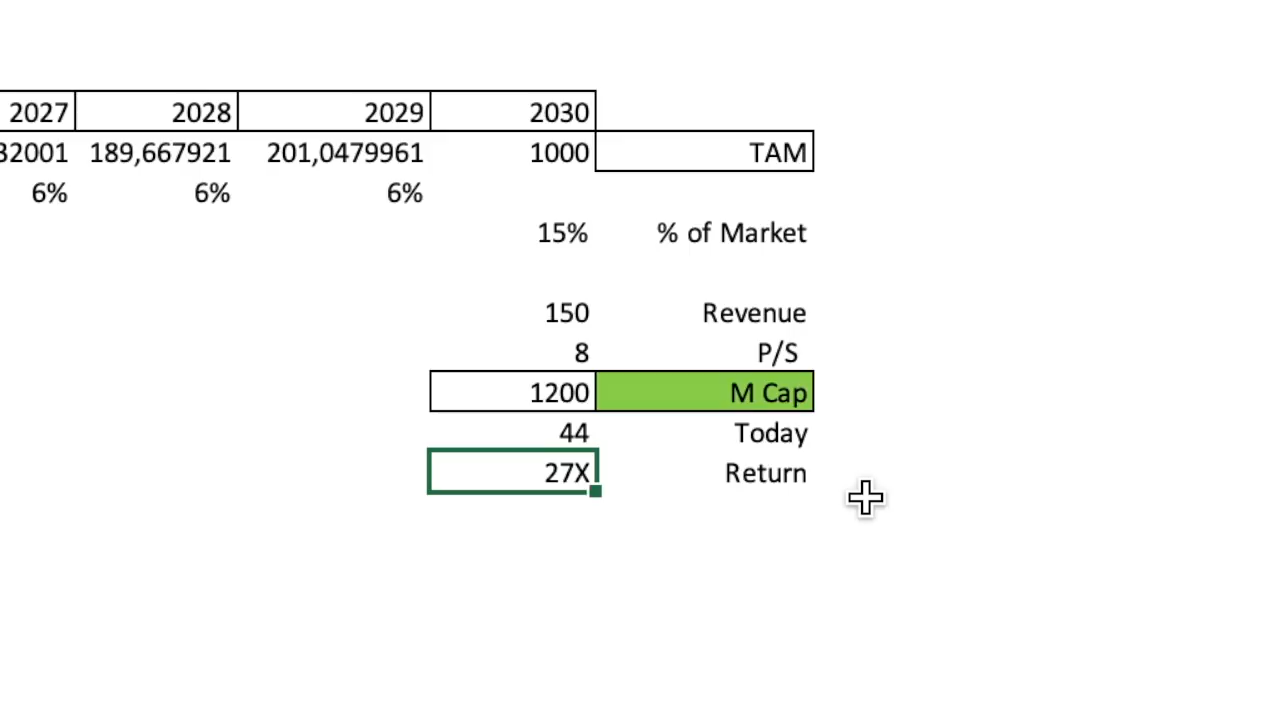 2027 2028 2029 2030
32001 189,667921 201,0479961 1000 TAM
6% 6% 6%
15% % of Market
150 Revenue
8 P/S
1200 M Cap
44 Today
27X Return